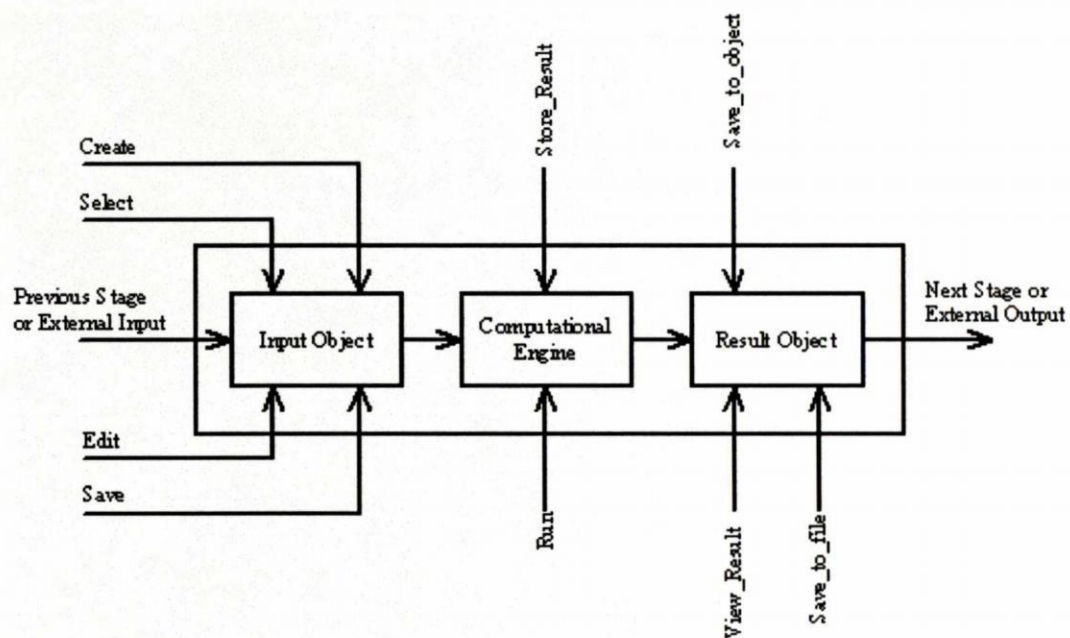 Store_Result
Save_to_object
Create
Select
Previous Stage
or External Input
Input Object
Computational
Engine
Result Object
Next Stage or
External Output
Edit
Save
Run
View_Result
Save_to_file